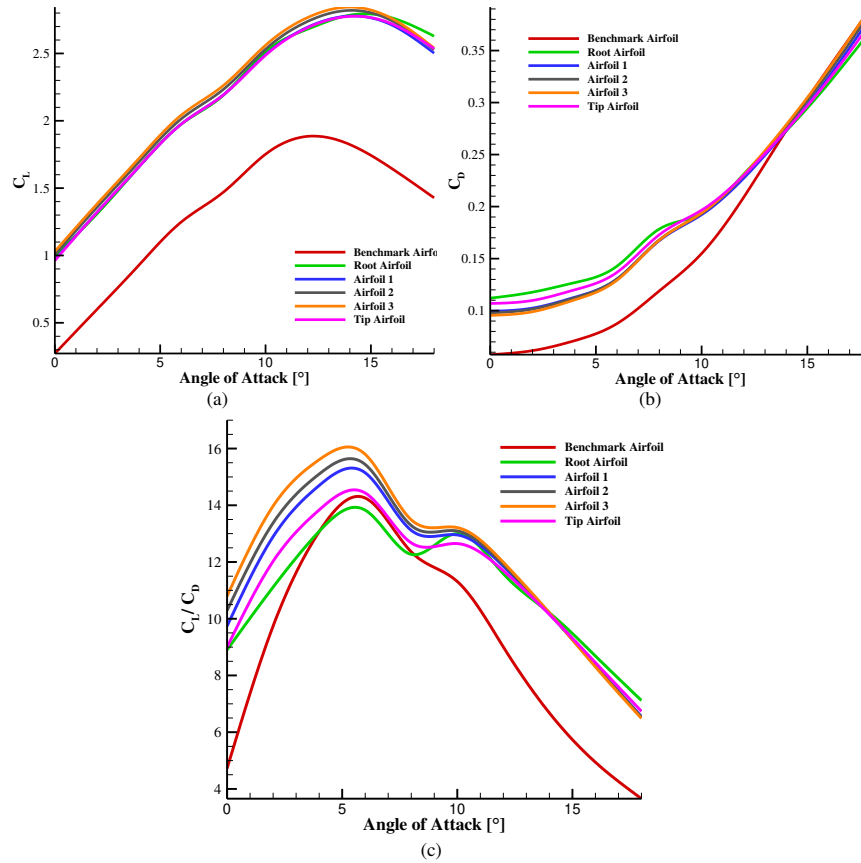 2.5
2
1.5
1
0.5
C_L
0
5
10
15
Angle of Attack [°]
Benchmark Airfo
Root Airfoil
Airfoil 1
Airfoil 2
Airfoil 3
Tip Airfoil
(a)
0.35
0.3
0.25
0.2
0.15
0.1
C_D
0
5
10
15
Angle of Attack [°]
Benchmark Airfoil
Root Airfoil
Airfoil 1
Airfoil 2
Airfoil 3
Tip Airfoil
(b)
16
14
12
10
8
6
4
C_L / C_D
0
5
10
15
Angle of Attack [°]
Benchmark Airfoil
Root Airfoil
Airfoil 1
Airfoil 2
Airfoil 3
Tip Airfoil
(c)